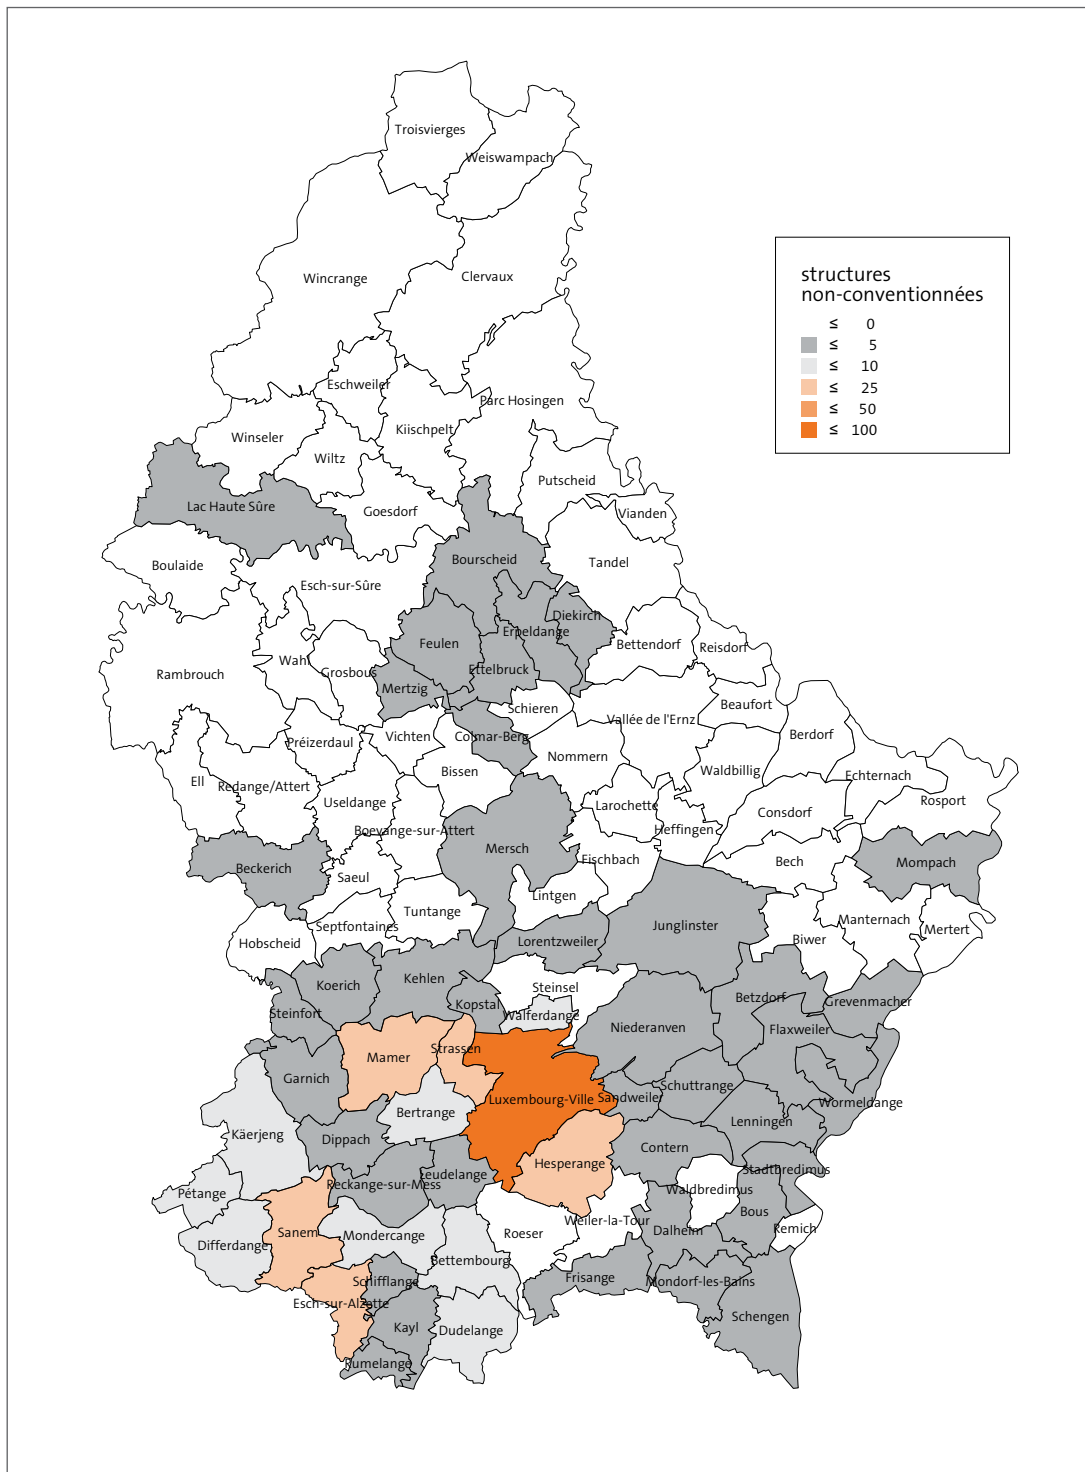 Troisvierges
Weiswampach
Wincrange
Clervaux
structures
non-conventionnées
≤ 0
≤ 5
≤ 10
≤ 25
≤ 50
≤ 100
Eschweiler
Parc Hosingen
Kiischpelt
Winseler
Wiltz
Putscheid
Lac Haute Sûre
Goesdorf
Vianden
Bourscheid
Tandel
Boulaide
Esch-sur-Sûre
Diekirch
Erpeldange
Feulen
Bettendorf
Reisdorf
Wahl
Grosbous
Ettelbruck
Rambrouch
Mertzig
Schieren
Beaufort
Vallée de l'Ernz
Préizerdaul
Vichten
Colmar-Berg
Berdorf
Nommern
Bissen
Waldbillig
Echternach
Ell
Redange/Attert
Useldange
Larochette
Rosport
Consdorf
Boevange-sur-Attert
Heffingen
Mersch
Fischbach
Bech
Mompach
Beckerich
Saeul
Lintgen
Tuntange
Septfontaines
Junglinster
Manternach
Mertert
Hobscheid
Lorentzweiler
Biwer
Kehlen
Koerich
Steinsel
Kopstal
Betzdorf
Grevenmacher
Steinfort
Walferdange
Niederanven
Flaxweiler
Strassen
Mamer
Garnich
Schuttrange
Luxembourg-Ville
Sandweiler
Wormeldange
Bertrange
Lenningen
Käerjeng
Dippach
Contern
Hesperange
Stadtbredimus
Leudelange
Reckange-sur-Mess
Waldbredimus
Pétange
Bous
Weiler-la-Tour
Dalheim
Remich
Sanem
Roeser
Mondercange
Differdange
Bettembourg
Frisange
Schifflange
Mondorf-les-Bains
Esch-sur-Alzette
Schengen
Kayl
Dudelange
Rumelange